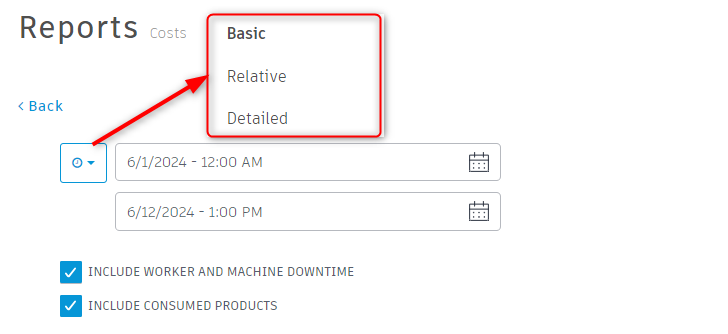 Reports Costs
Basic
Relative
Detailed
Back
6/1/2024 - 12:00 AM
6/12/2024 - 1:00 PM
INCLUDE WORKER AND MACHINE DOWNTIME
INCLUDE CONSUMED PRODUCTS